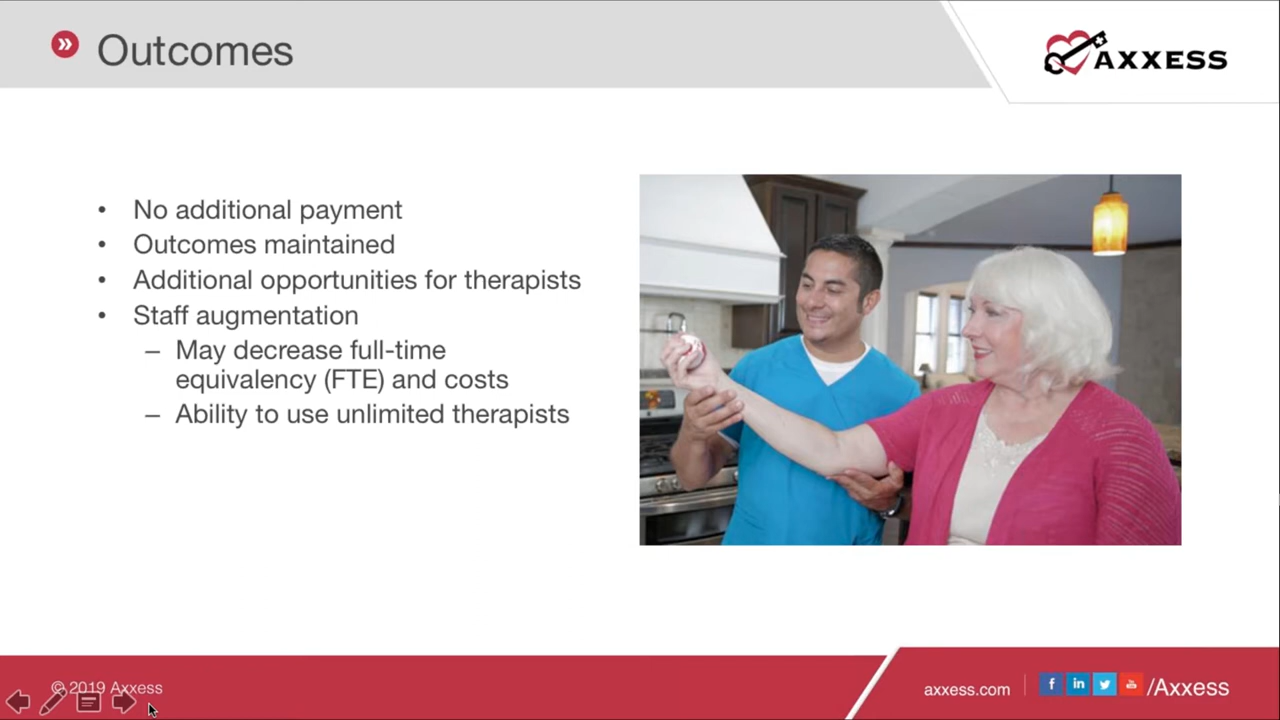 Outcomes
AXXESS
• No additional payment
• Outcomes maintained
• Additional opportunities for therapists
• Staff augmentation
– May decrease full-time
equivalency (FTE) and costs
– Ability to use unlimited therapists
© 2019 Axxess
axxess.com
/Axxess